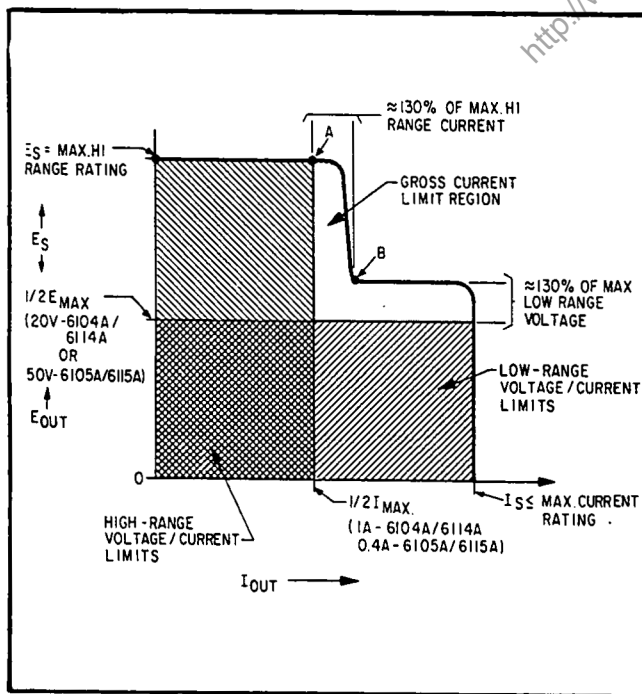 http://w
≈130% OF MAX. HI
RANGE CURRENT
A
ES = MAX. HI
RANGE RATING
GROSS CURRENT
LIMIT REGION
ES
B
1/2 EMAX
(20V-6104A/
6114A
OR
50V-6105A/6115A)
≈130% OF MAX
LOW RANGE
VOLTAGE
EOUT
LOW-RANGE
VOLTAGE/CURRENT
LIMITS
0
HIGH-RANGE
VOLTAGE/CURRENT
LIMITS
1/2 IMAX.
(1A-6104A/6114A
0.4A-6105A/6115A)
IS ≤ MAX. CURRENT
RATING
IOUT